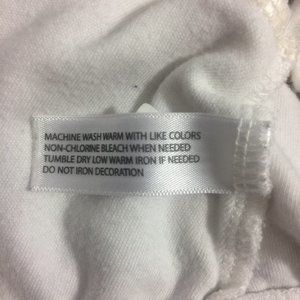 MACHINE WASH WARM WITH LIKE COLORS
NON-CHLORINE BLEACH WHEN NEEDED
TUMBLE DRY LOW WARM IRON IF NEEDED
DO NOT IRON DECORATION